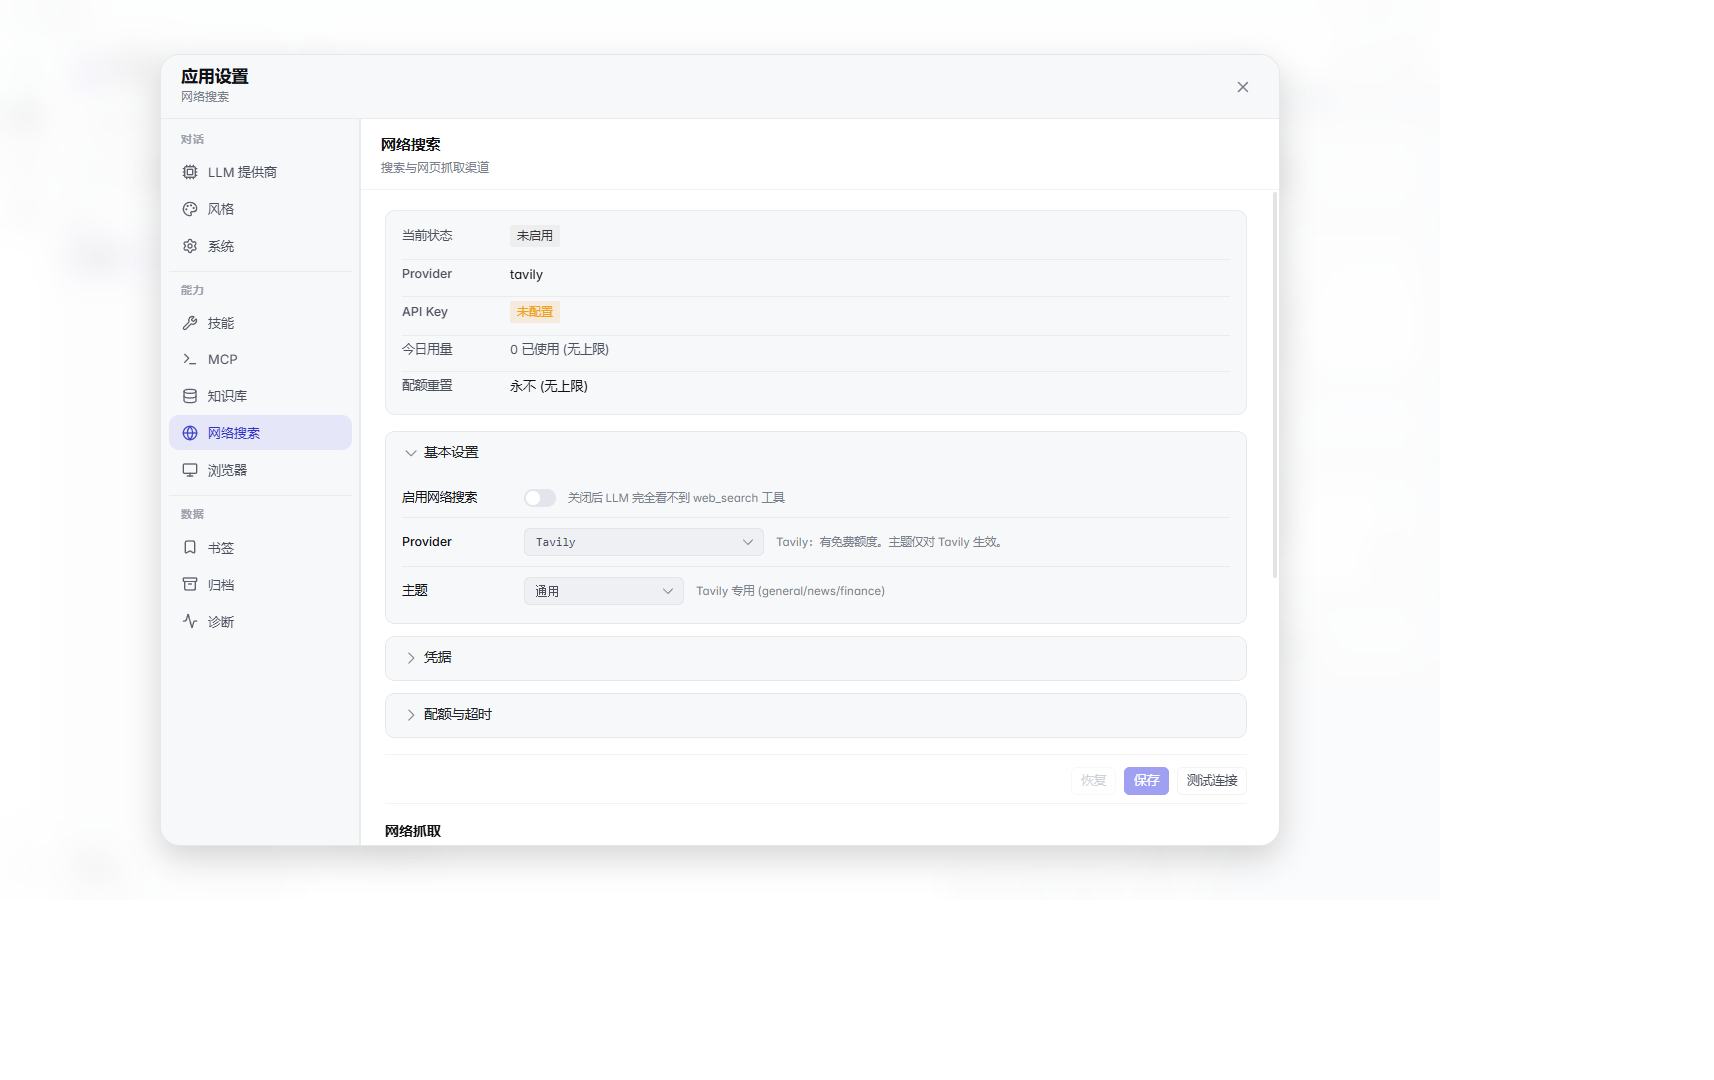 应用设置
网络搜索
对话
LLM 提供商
风格
系统
能力
技能
MCP
知识库
网络搜索
浏览器
数据
书签
归档
诊断
网络搜索
搜索与网页抓取渠道
当前状态 未启用
Provider tavily
API Key 未配置
今日用量 0 已使用 (无上限)
配额重置 永不 (无上限)
基本设置
启用网络搜索 关闭后 LLM 完全看不到 web_search 工具
Provider Tavily Tavily：有免费额度。主题仅对 Tavily 生效。
主题 通用 Tavily 专用 (general/news/finance)
凭据
配额与超时
恢复 保存 测试连接
网络抓取